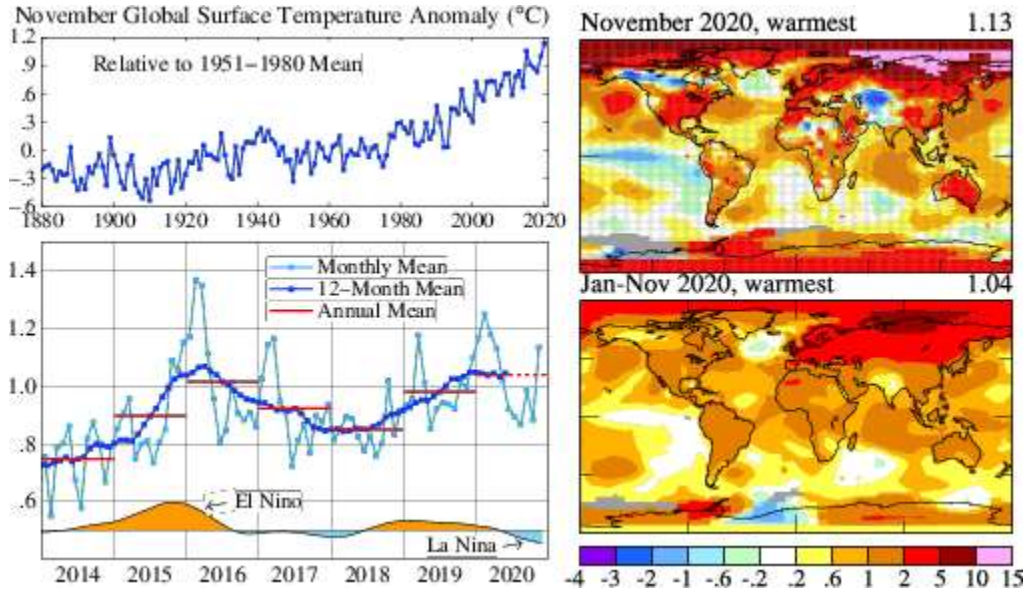 November Global Surface Temperature Anomaly (°C)
1.2
.9
.6
.3
0.
-.3
-.6
Relative to 1951-1980 Mean
1880 1900 1920 1940 1960 1980 2000 2020
1.4
1.2
1.0
.8
.6
Monthly Mean
12-Month Mean
Annual Mean
El Nino
La Nina
2014 2015 2016 2017 2018 2019 2020
November 2020, warmest 1.13
Jan-Nov 2020, warmest 1.04
-4 -3 -2 -1 -.6 -.2 .2 .6 1 2 5 10 15